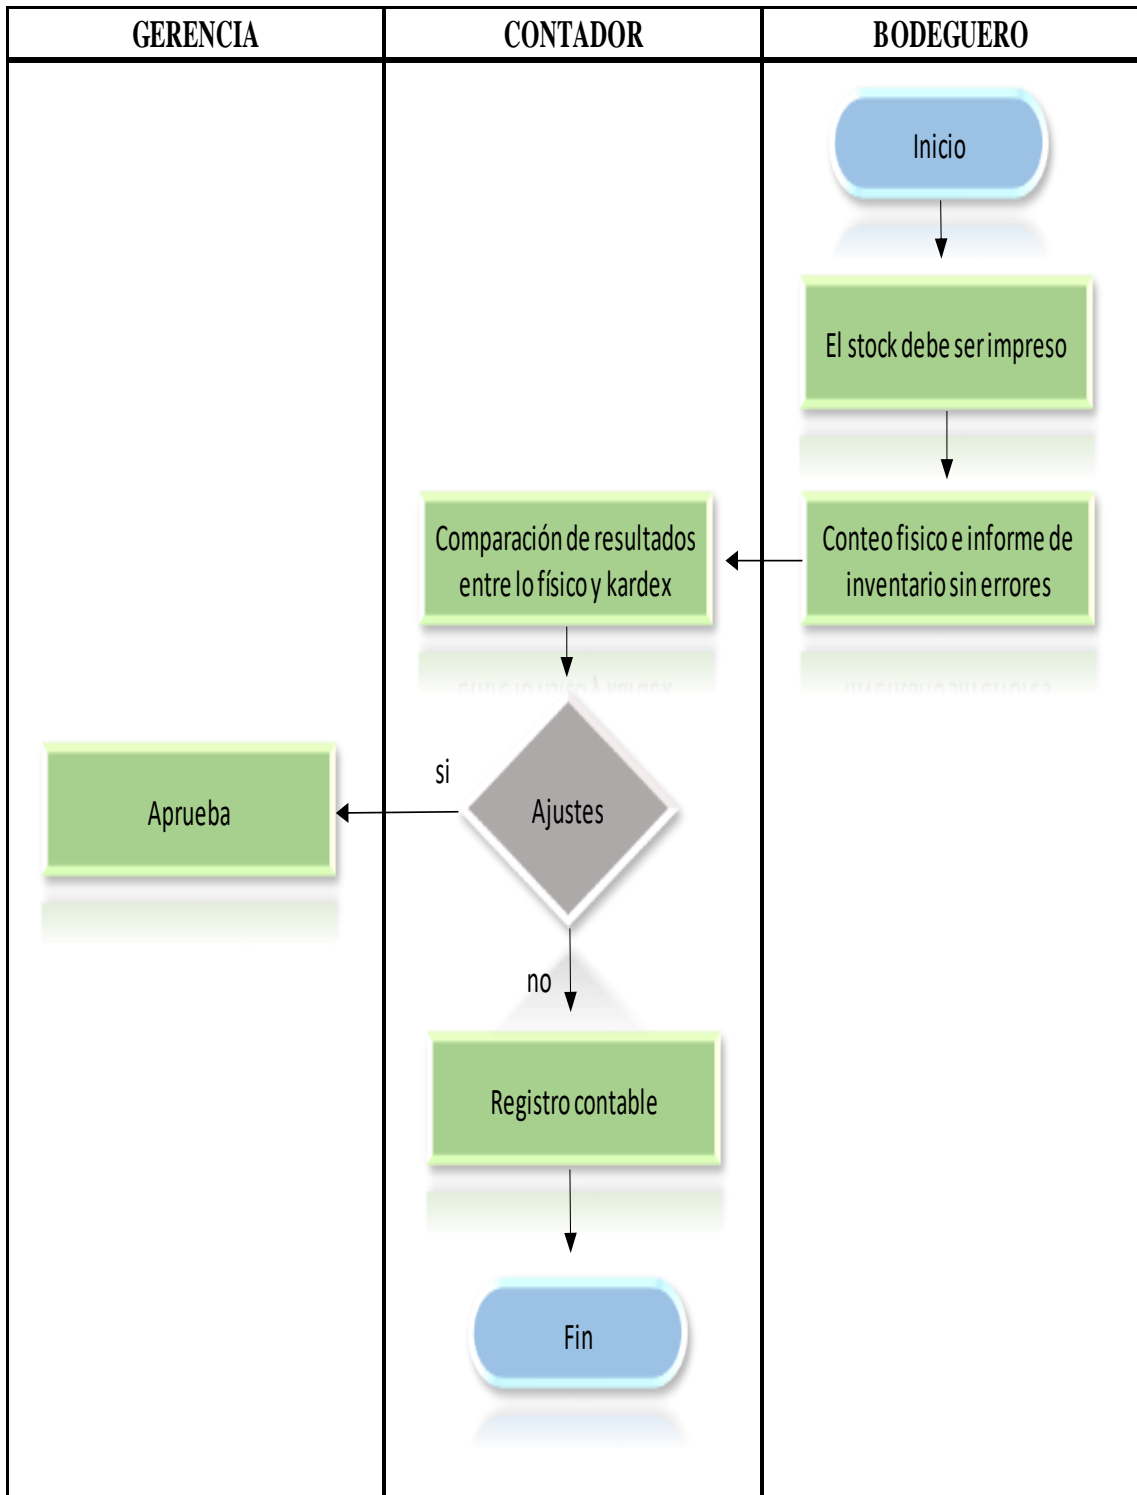 GERENCIA
CONTADOR
BODEGUERO
Inicio
El stock debe ser impreso
Conteo fisico e informe de
inventario sin errores
Comparación de resultados
entre lo físico y kardex
Ajustes
si
Aprueba
no
Registro contable
Fin